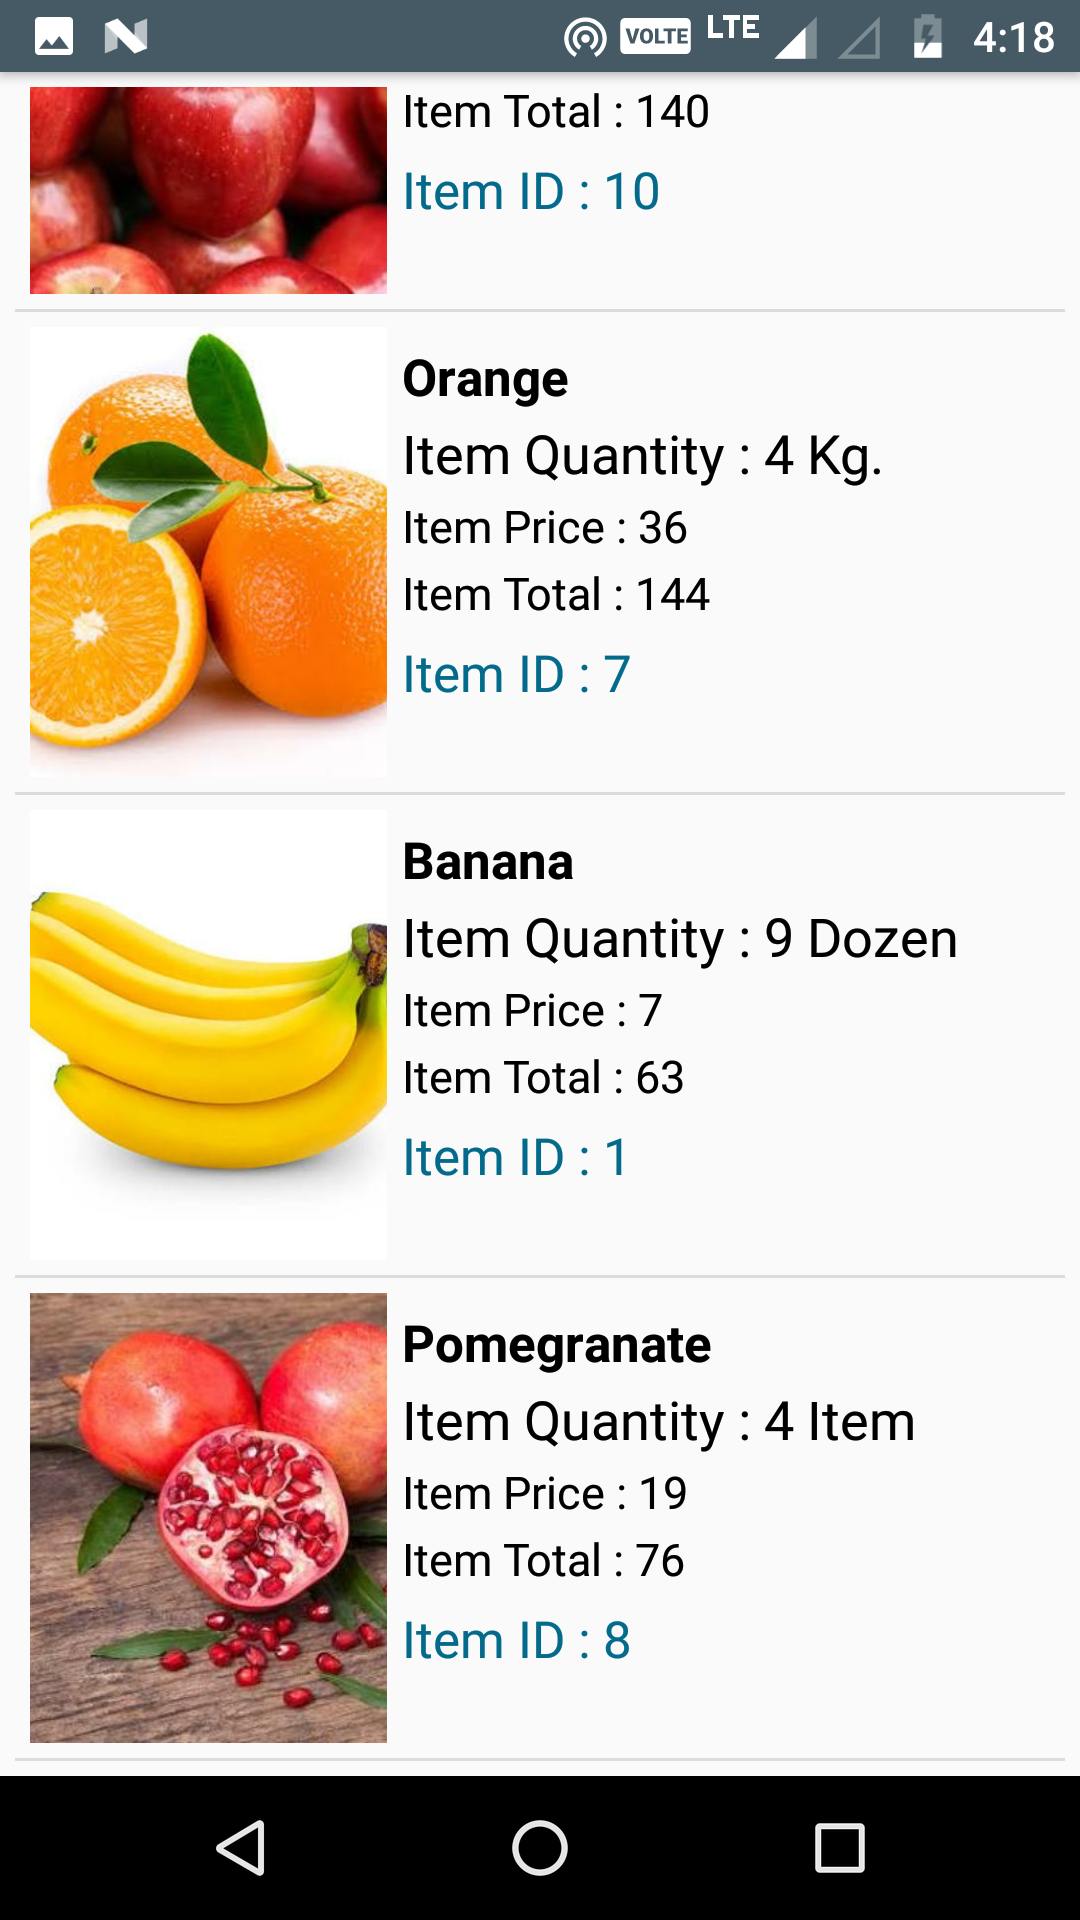 VOLTE LTE 4:18
Item Total : 140
Item ID : 10
Orange
Item Quantity : 4 Kg.
Item Price : 36
Item Total : 144
Item ID : 7
Banana
Item Quantity : 9 Dozen
Item Price : 7
Item Total : 63
Item ID : 1
Pomegranate
Item Quantity : 4 Item
Item Price : 19
Item Total : 76
Item ID : 8